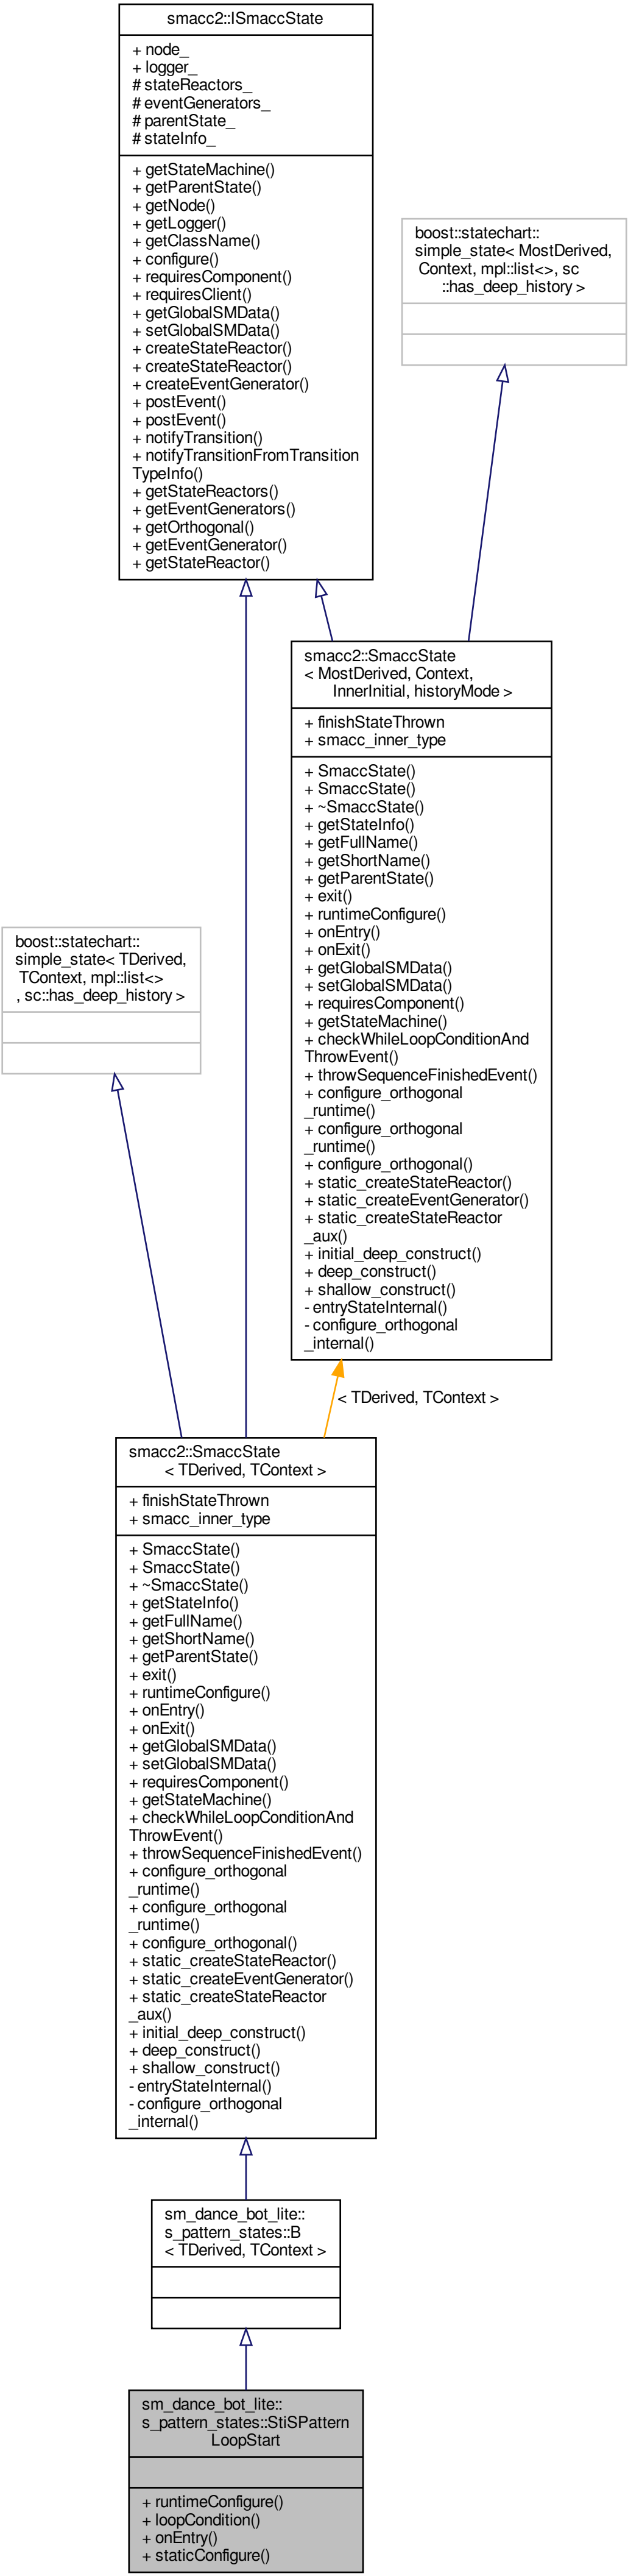 smacc2::ISmaccState
+ node_
+ logger_
# stateReactors_
# eventGenerators_
# parentState_
# stateInfo_
+ getStateMachine()
+ getParentState()
+ getNode()
+ getLogger()
+ getClassName()
+ configure()
+ requiresComponent()
+ requiresClient()
+ getGlobalSMData()
+ setGlobalSMData()
+ createStateReactor()
+ createStateReactor()
+ createEventGenerator()
+ postEvent()
+ postEvent()
+ notifyTransition()
+ notifyTransitionFromTransition
TypeInfo()
+ getStateReactors()
+ getEventGenerators()
+ getOrthogonal()
+ getEventGenerator()
+ getStateReactor()
boost::statechart::
simple_state< MostDerived,
Context, mpl::list<>, sc
::has_deep_history >
smacc2::SmaccState
< MostDerived, Context,
InnerInitial, historyMode >
+ finishStateThrown
+ smacc_inner_type
+ SmaccState()
+ SmaccState()
+ ~SmaccState()
+ getStateInfo()
+ getFullName()
+ getShortName()
+ getParentState()
+ exit()
+ runtimeConfigure()
+ onEntry()
+ onExit()
+ getGlobalSMData()
+ setGlobalSMData()
+ requiresComponent()
+ getStateMachine()
+ checkWhileLoopConditionAnd
ThrowEvent()
+ throwSequenceFinishedEvent()
+ configure_orthogonal
_runtime()
+ configure_orthogonal
_runtime()
+ configure_orthogonal()
+ static_createStateReactor()
+ static_createEventGenerator()
+ static_createStateReactor
_aux()
+ initial_deep_construct()
+ deep_construct()
+ shallow_construct()
- entryStateInternal()
- configure_orthogonal
_internal()
boost::statechart::
simple_state< TDerived,
TContext, mpl::list<>
, sc::has_deep_history >
< TDerived, TContext >
smacc2::SmaccState
< TDerived, TContext >
+ finishStateThrown
+ smacc_inner_type
+ SmaccState()
+ SmaccState()
+ ~SmaccState()
+ getStateInfo()
+ getFullName()
+ getShortName()
+ getParentState()
+ exit()
+ runtimeConfigure()
+ onEntry()
+ onExit()
+ getGlobalSMData()
+ setGlobalSMData()
+ requiresComponent()
+ getStateMachine()
+ checkWhileLoopConditionAnd
ThrowEvent()
+ throwSequenceFinishedEvent()
+ configure_orthogonal
_runtime()
+ configure_orthogonal
_runtime()
+ configure_orthogonal()
+ static_createStateReactor()
+ static_createEventGenerator()
+ static_createStateReactor
_aux()
+ initial_deep_construct()
+ deep_construct()
+ shallow_construct()
- entryStateInternal()
- configure_orthogonal
_internal()
sm_dance_bot_lite::
s_pattern_states::B
< TDerived, TContext >
sm_dance_bot_lite::
s_pattern_states::StiSPattern
LoopStart
+ runtimeConfigure()
+ loopCondition()
+ onEntry()
+ staticConfigure()